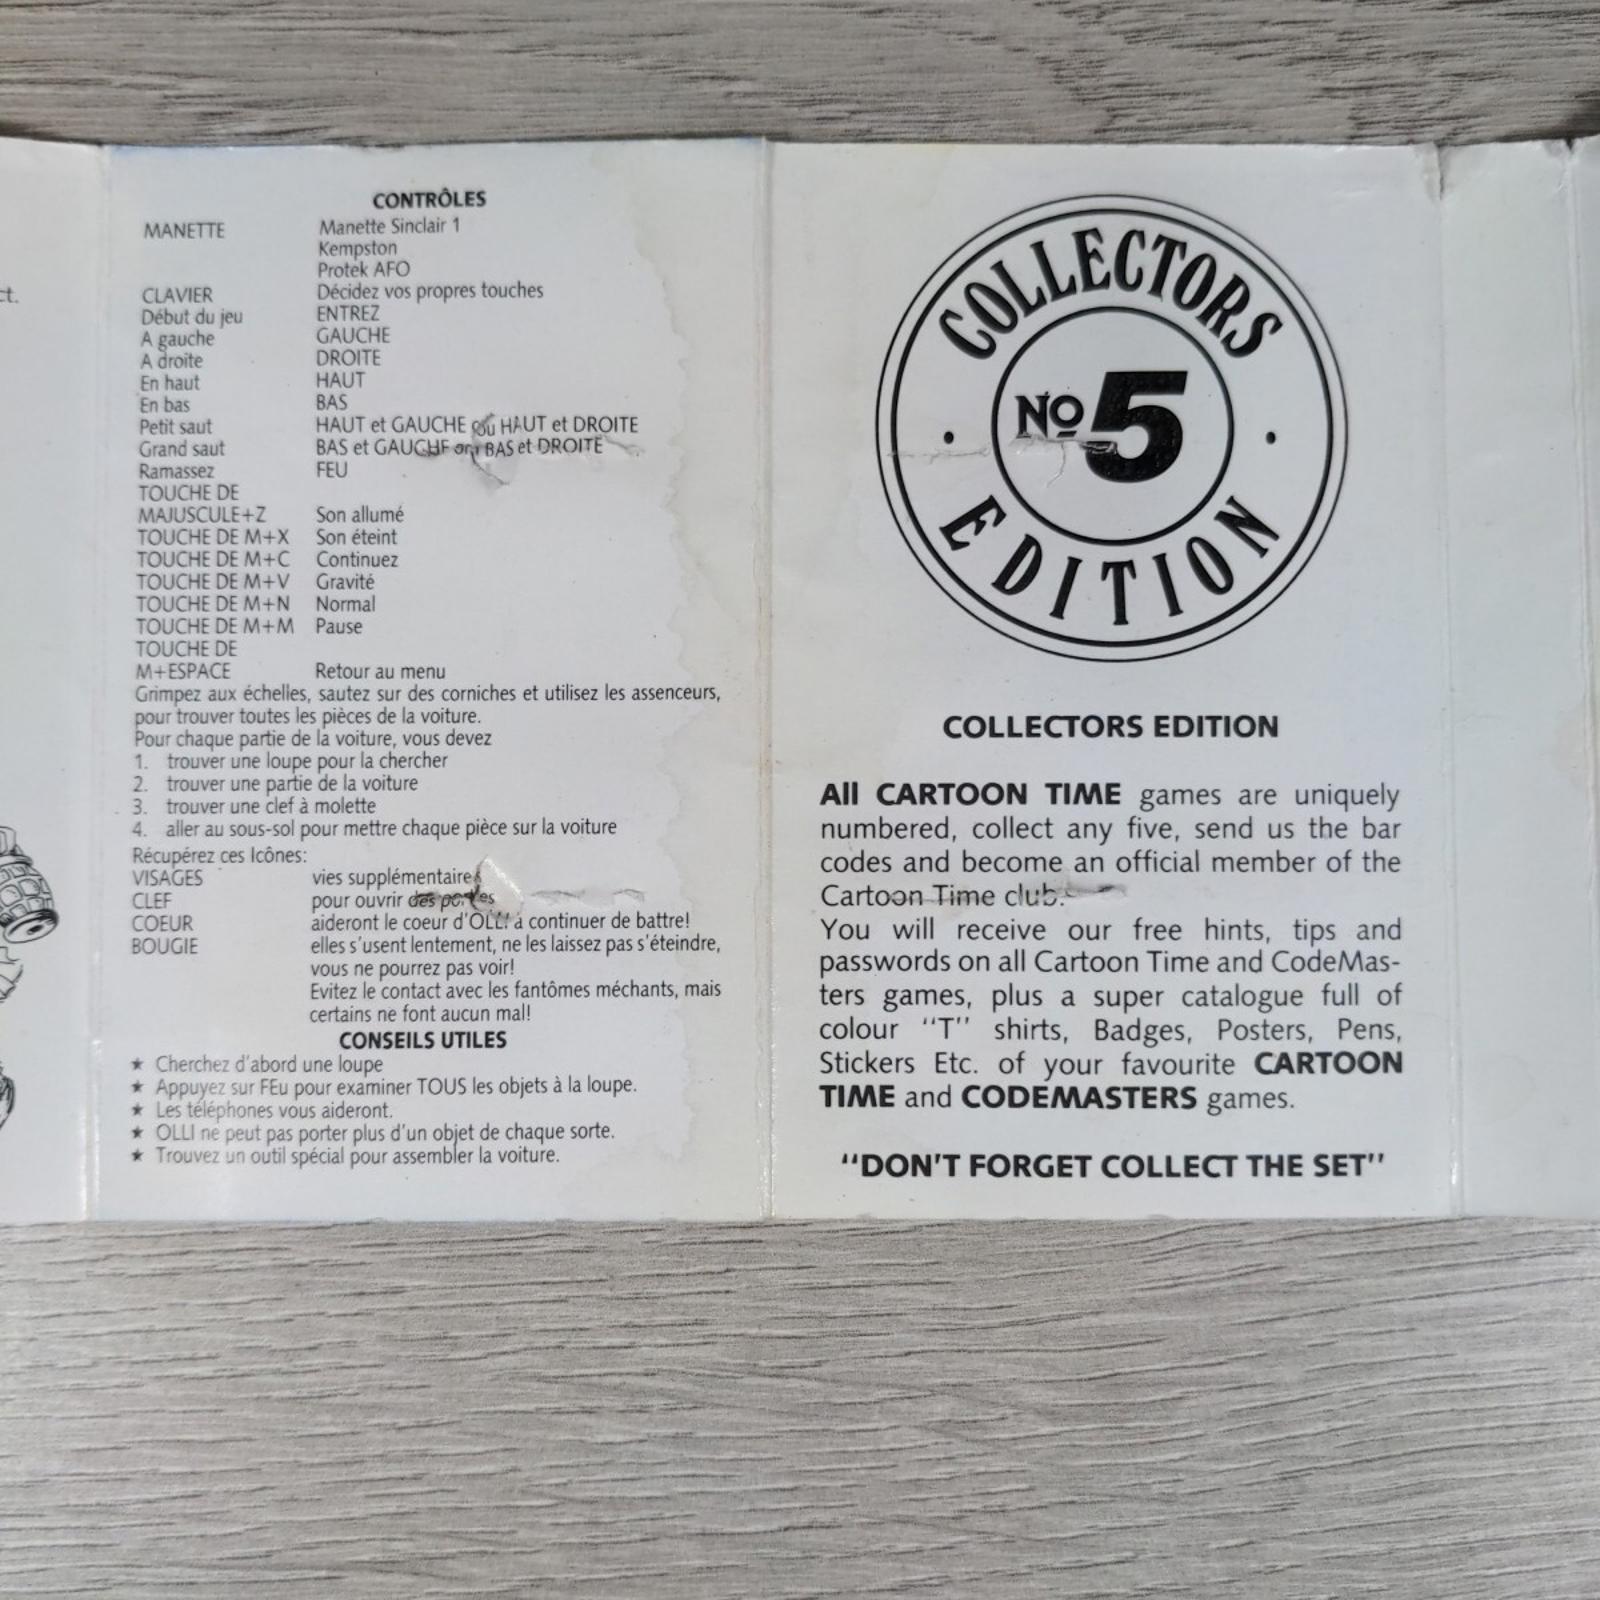 ct.
CONTRÔLES
MANETTE Manette Sinclair 1
Kempston
Protek AFO
CLAVIER Décidez vos propres touches
Début du jeu ENTREZ
A gauche GAUCHE
A droite DROITE
En haut HAUT
En bas BAS
Petit saut HAUT et GAUCHE ou HAUT et DROITE
Grand saut BAS et GAUCHE BAS et DROITE
Ramassez FEU
TOUCHE DE
MAJUSCULE+Z Son allumé
TOUCHE DE M+X Son éteint
TOUCHE DE M+C Continuez
TOUCHE DE M+V Gravité
TOUCHE DE M+N Normal
TOUCHE DE M+M Pause
TOUCHE DE
M+ESPACE Retour au menu
Grimpez aux échelles, sautez sur des corniches et utilisez les assenceurs,
pour trouver toutes les pièces de la voiture.
Pour chaque partie de la voiture, vous devez
1. trouver une loupe pour la chercher
2. trouver une partie de la voiture
3. trouver une clef à molette
4. aller au sous-sol pour mettre chaque pièce sur la voiture
Récupérez ces Icônes:
VISAGES vies supplémentaires
CLEF pour ouvrir des portes
COEUR aideront le coeur d'OLLI à continuer de battre!
BOUGIE elles s'usent lentement, ne les laissez pas s'éteindre,
vous ne pourrez pas voir!
Evitez le contact avec les fantômes méchants, mais
certains ne font aucun mal!
CONSEILS UTILES
★ Cherchez d'abord une loupe
★ Appuyez sur FEu pour examiner TOUS les objets à la loupe.
★ Les téléphones vous aideront.
★ OLLI ne peut pas porter plus d'un objet de chaque sorte.
★ Trouvez un outil spécial pour assembler la voiture.
COLLECTORS
No 5
EDITION
COLLECTORS EDITION
All CARTOON TIME games are uniquely
numbered, collect any five, send us the bar
codes and become an official member of the
Cartoon Time club.
You will receive our free hints, tips and
passwords on all Cartoon Time and CodeMas-
ters games, plus a super catalogue full of
colour "T" shirts, Badges, Posters, Pens,
Stickers Etc. of your favourite CARTOON
TIME and CODEMASTERS games.
"DON'T FORGET COLLECT THE SET"